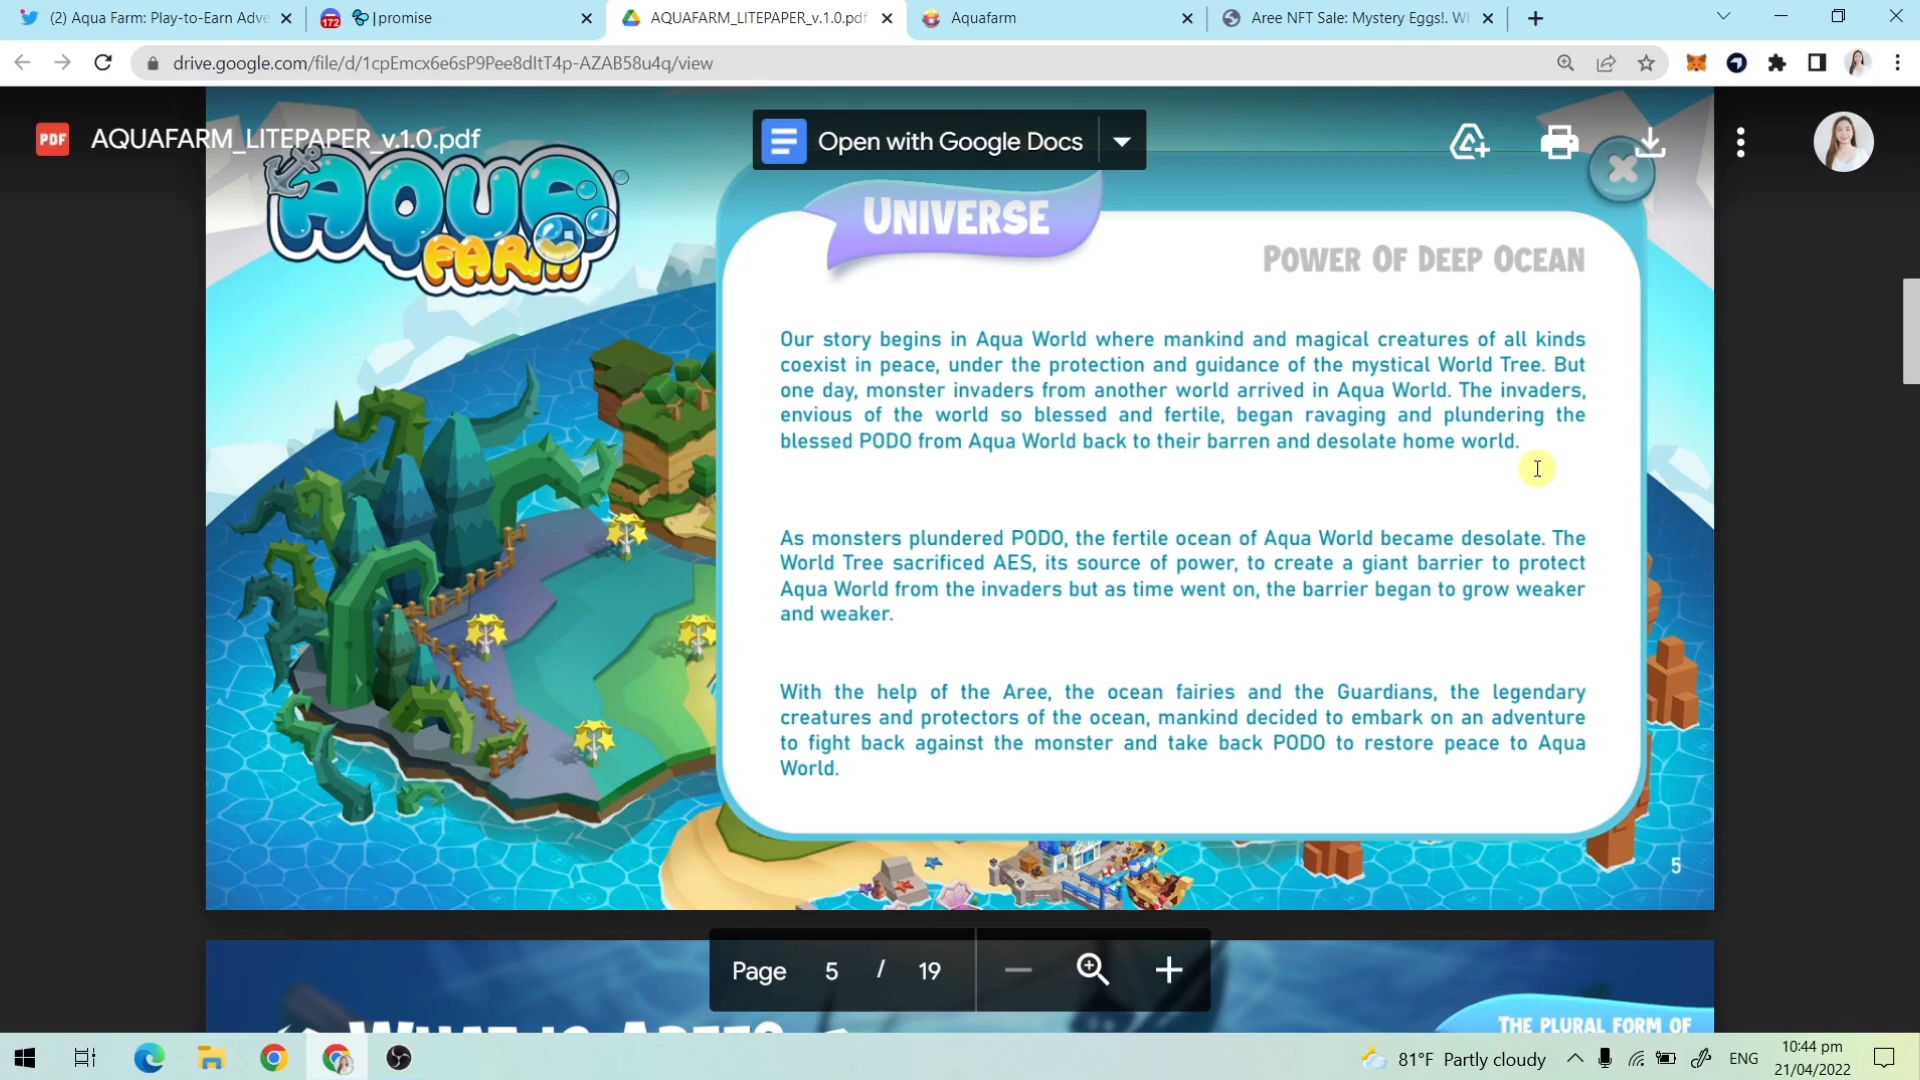 (2) Aqua Farm: Play-to-Earn Adve
172
|promise
AQUAFARM_LITEPAPER_v.1.0.pdf
Aquafarm
Aree NFT Sale: Mystery Eggs!. W
drive.google.com/file/d/1cpEmcx6e6sP9Pee8dItT4p-AZAB58u4q/view
PDF
AQUAFARM_LITEPAPER_v.1.0.pdf
Open with Google Docs
AQUA
FARM
UNIVERSE
POWER OF DEEP OCEAN
Our story begins in Aqua World where mankind and magical creatures of all kinds
coexist in peace, under the protection and guidance of the mystical World Tree. But
one day, monster invaders from another world arrived in Aqua World. The invaders,
envious of the world so blessed and fertile, began ravaging and plundering the
blessed PODO from Aqua World back to their barren and desolate home world.
As monsters plundered PODO, the fertile ocean of Aqua World became desolate. The
World Tree sacrificed AES, its source of power, to create a giant barrier to protect
Aqua World from the invaders but as time went on, the barrier began to grow weaker
and weaker.
With the help of the Aree, the ocean fairies and the Guardians, the legendary
creatures and protectors of the ocean, mankind decided to embark on an adventure
to fight back against the monster and take back PODO to restore peace to Aqua
World.
5
Page 5 / 19
WHAT IS AREE?
THE PLURAL FORM OF
81°F Partly cloudy
ENG
10:44 pm
21/04/2022